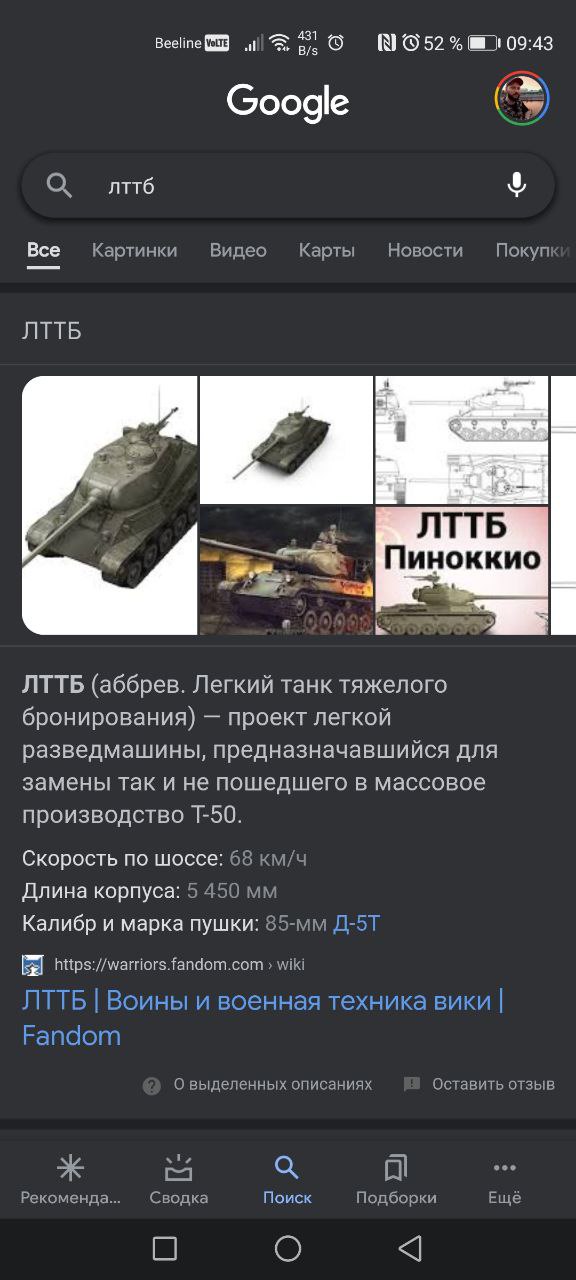 Beeline VoLTE 431 B/s 52 % 09:43
Google
лттб
Все Картинки Видео Карты Новости Покупки
ЛТТБ
ЛТТБ
Пиноккио
ЛТТБ (аббрев. Легкий танк тяжелого
бронирования) — проект легкой
разведмашины, предназначавшийся для
замены так и не пошедшего в массовое
производство Т-50.
Скорость по шоссе: 68 км/ч
Длина корпуса: 5 450 мм
Калибр и марка пушки: 85-мм Д-5Т
https://warriors.fandom.com › wiki
ЛТТБ | Воины и военная техника вики |
Fandom
О выделенных описаниях Оставить отзыв
Рекоменда... Сводка Поиск Подборки Ещё